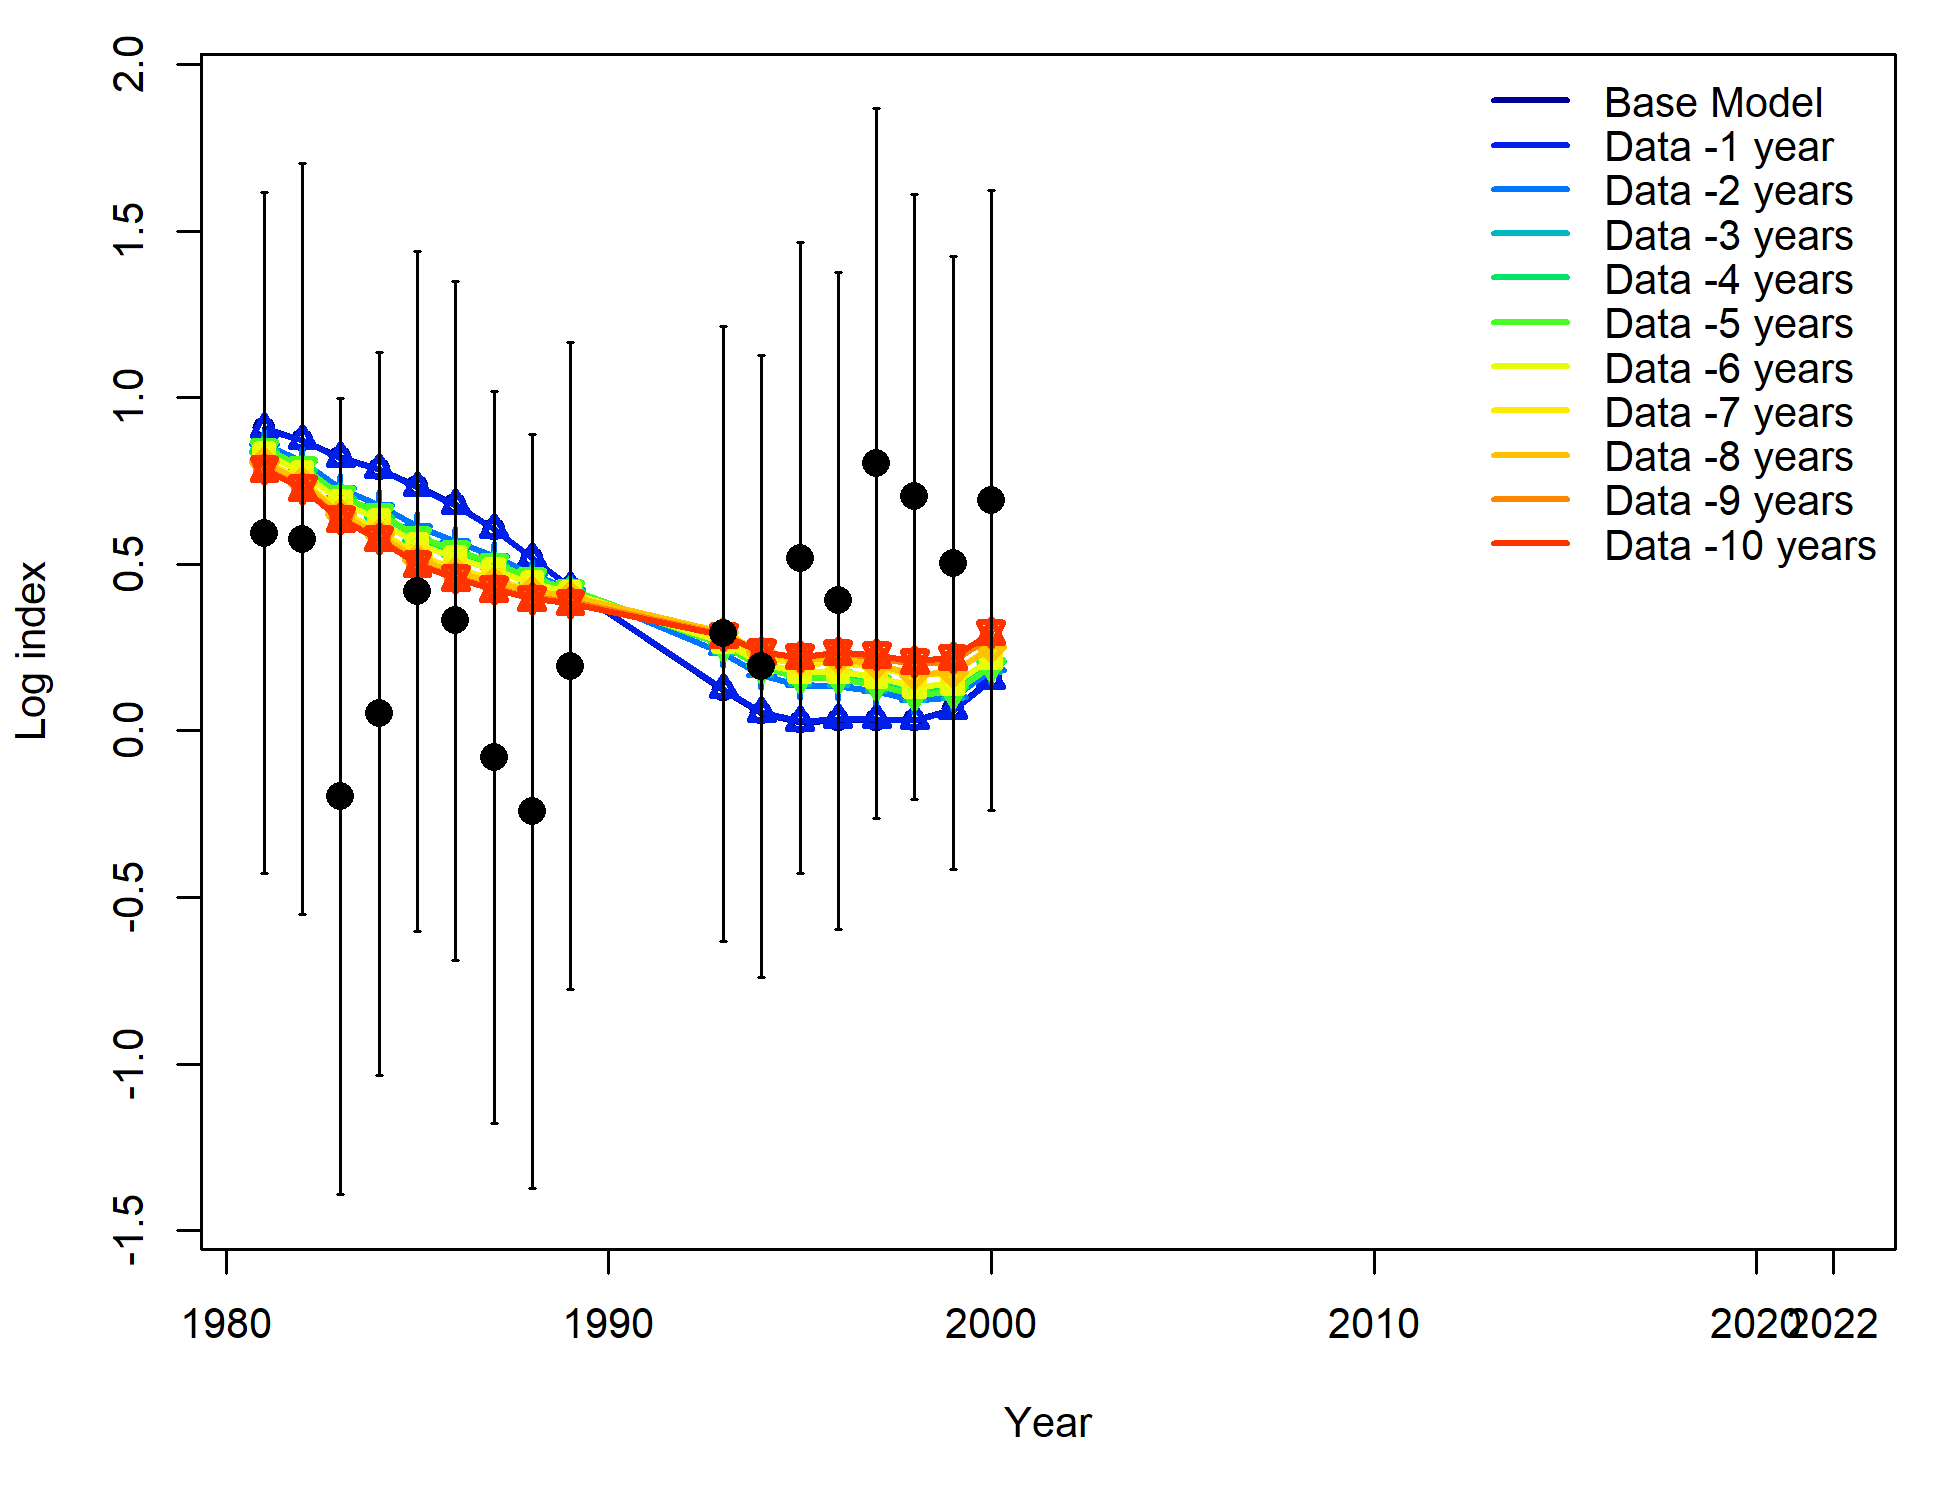 2.0
1.5
1.0
0.5
0.0
-0.5
-1.0
-1.5
Log index
Base Model
Data -1 year
Data -2 years
Data -3 years
Data -4 years
Data -5 years
Data -6 years
Data -7 years
Data -8 years
Data -9 years
Data -10 years
1980 1990 2000 2010 2020 2022
Year